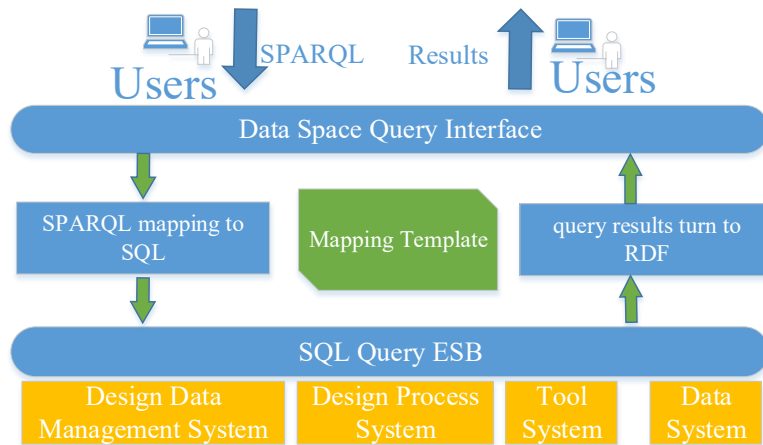 SPARQL
Results
Users
Users
Data Space Query Interface
SPARQL mapping to
SQL
Mapping Template
query results turn to
RDF
SQL Query ESB
Design Data
Management System
Design Process
System
Tool
System
Data
System